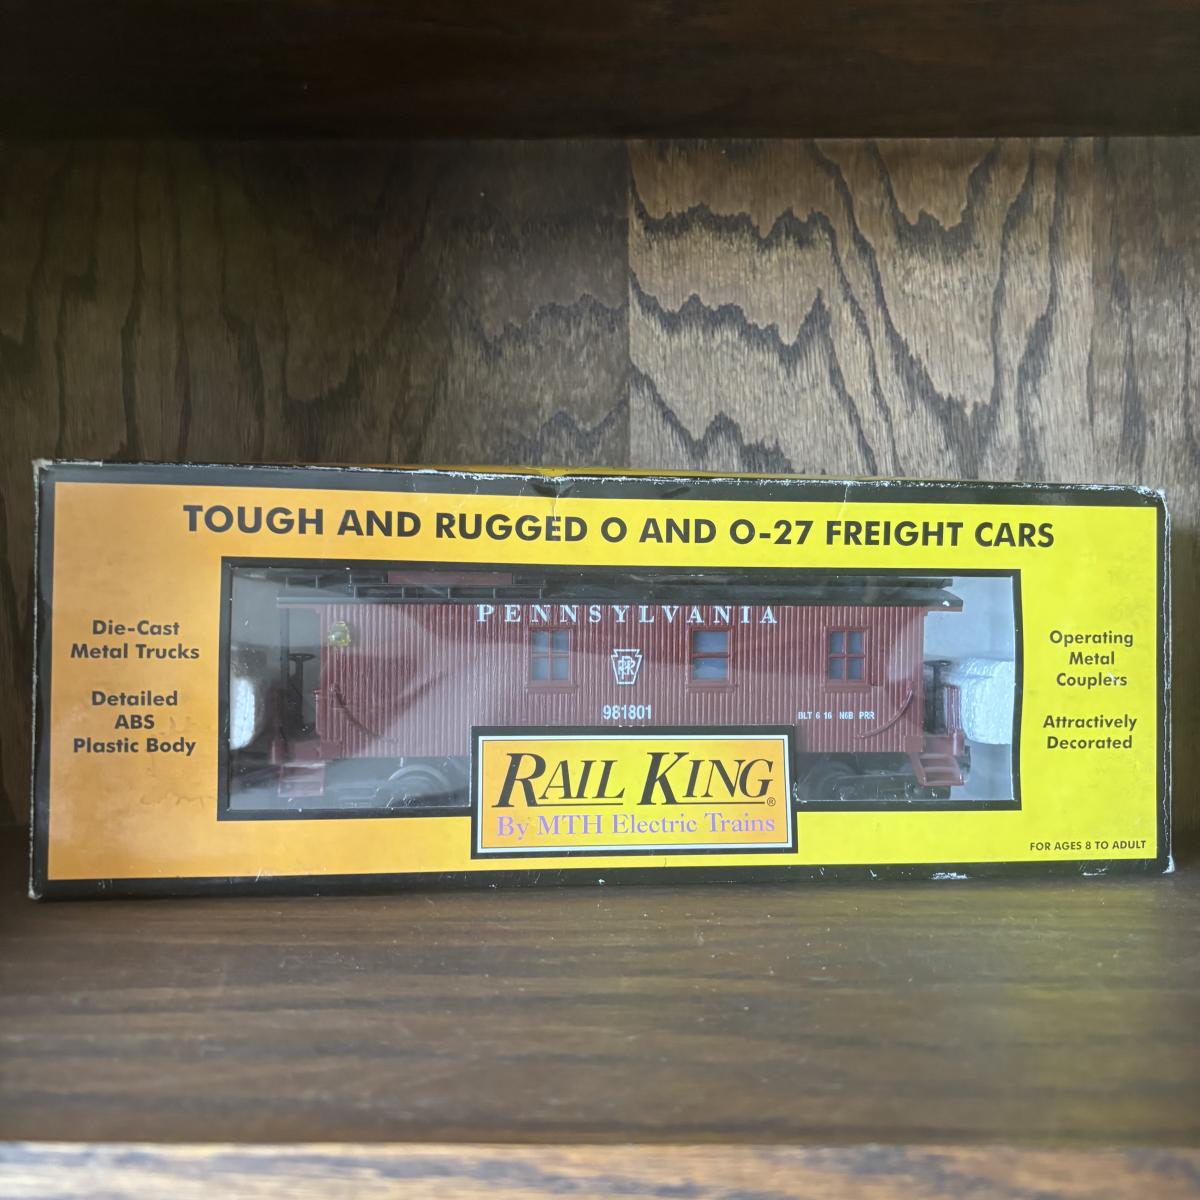 TOUGH AND RUGGED O AND O-27 FREIGHT CARS
Die-Cast
Metal Trucks
Detailed
ABS
Plastic Body
PENNSYLVANIA
PRR
981801
BLT 6 16 N6B PRR
RAIL KING®
By MTH Electric Trains
Operating
Metal
Couplers
Attractively
Decorated
FOR AGES 8 TO ADULT